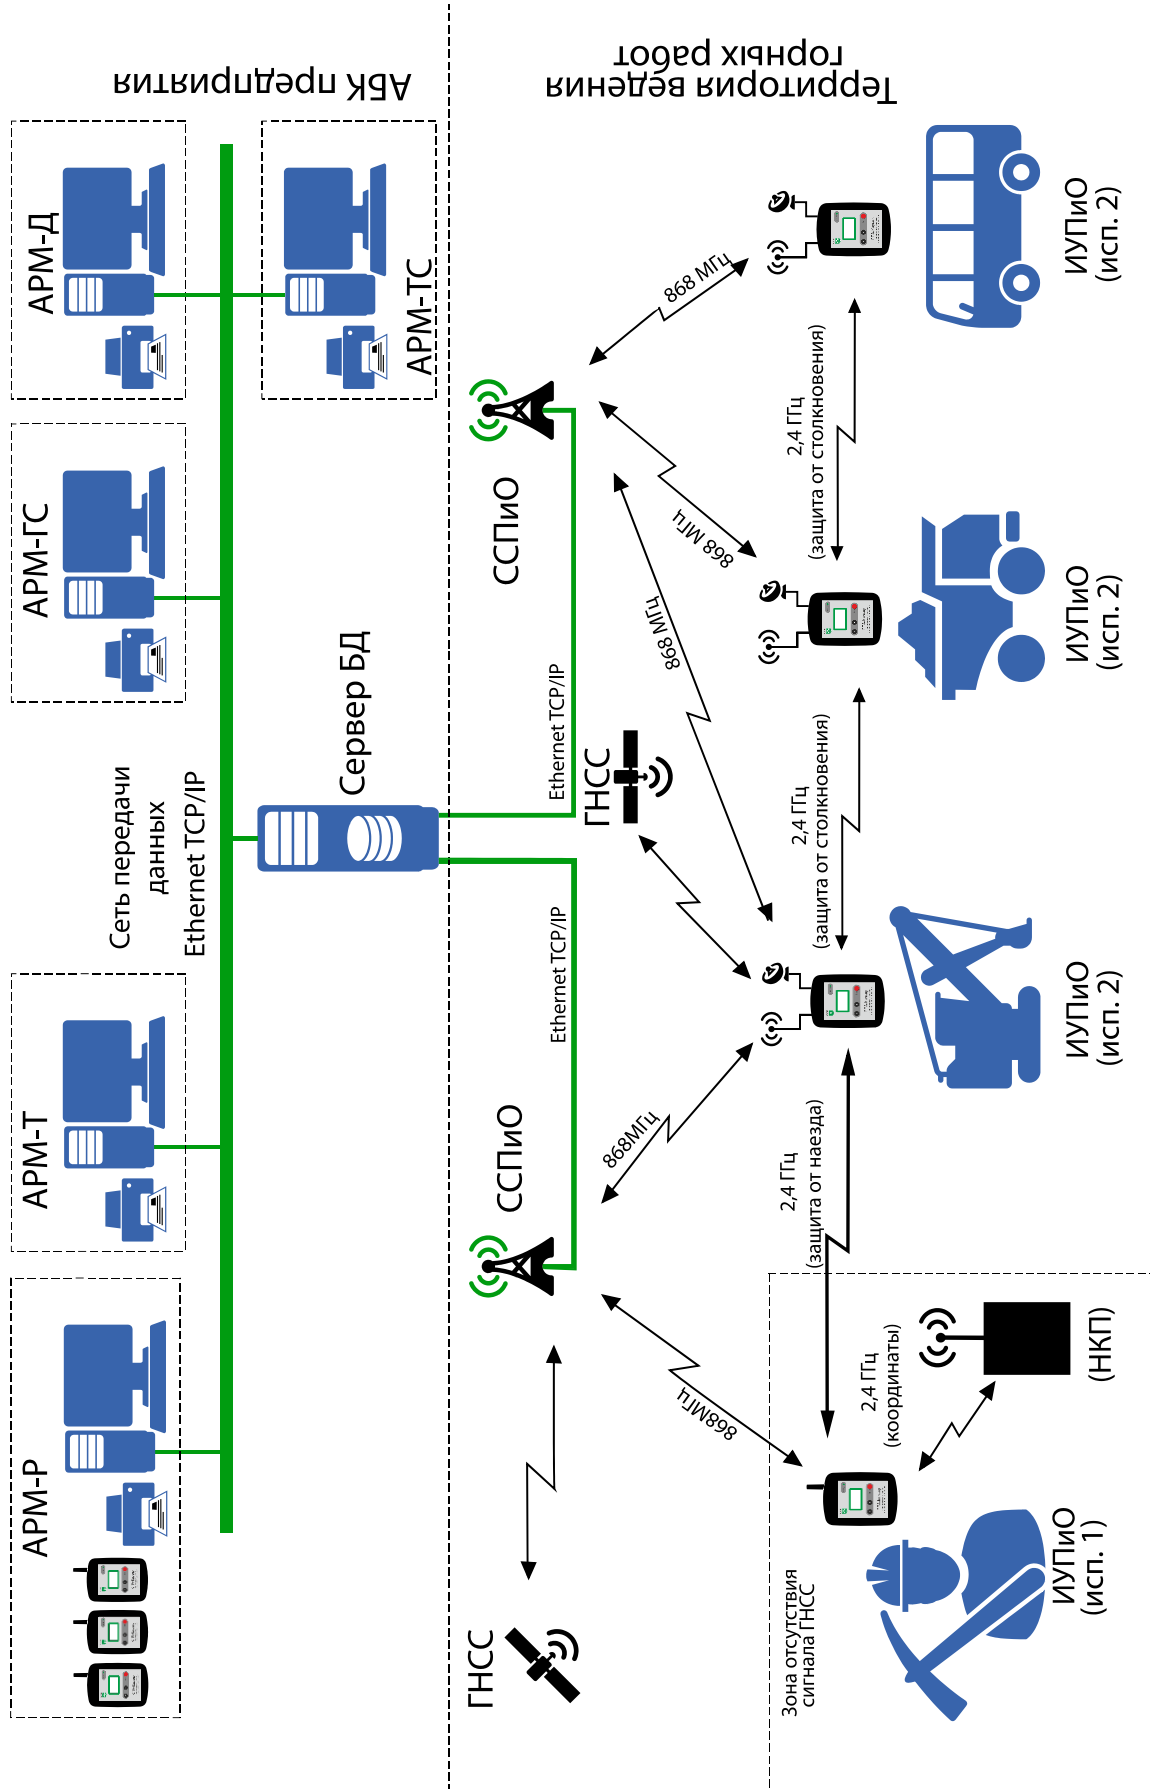 АРМ-Р
АРМ-Т
АРМ-ГС
АРМ-Д
Сеть передачи
данных
Ethernet TCP/IP
АРМ-ТС
АБК предприятия
Сервер БД
ГНСС
ССПиО
Ethernet TCP/IP
Ethernet TCP/IP
ГНСС
ССПиО
Территория ведения
горных работ
868МГц
868МГц
868 МГц
868 МГц
868 МГц
Зона отсутствия
сигнала ГНСС
2,4 ГГц
(координаты)
2,4 ГГц
(защита от наезда)
2,4 ГГц
(защита от столкновения)
2,4 ГГц
(защита от столкновения)
ИУПиО
(исп. 1)
(НКП)
ИУПиО
(исп. 2)
ИУПиО
(исп. 2)
ИУПиО
(исп. 2)